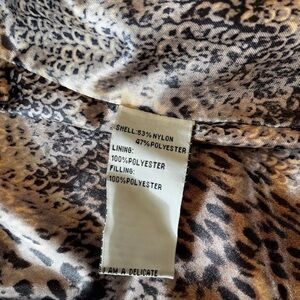 SHELL:53%NYLON
47%POLYESTER
LINING:
100%POLYESTER
FILLING:
100%POLYESTER
I AM A DELICATE